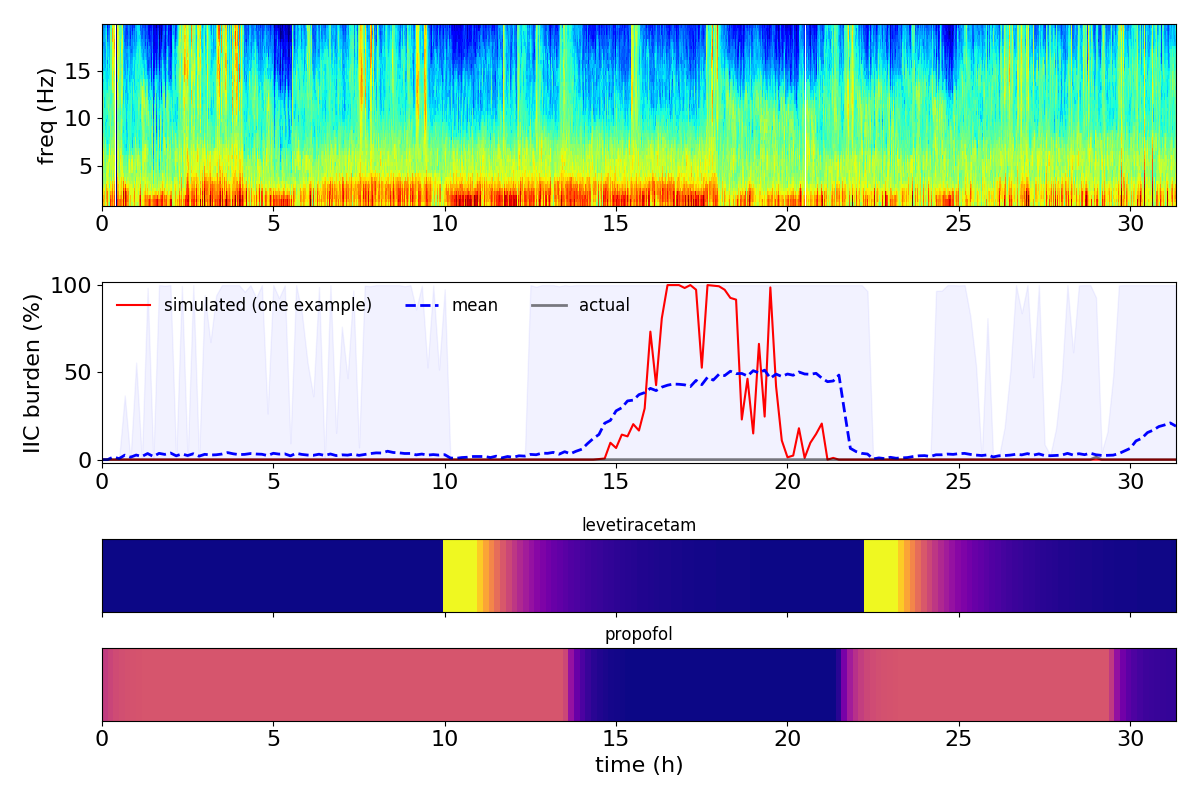 freq (Hz)
15
10
5
0 5 10 15 20 25 30
IIC burden (%)
100
50
0
simulated (one example) mean actual
0 5 10 15 20 25 30
levetiracetam
propofol
0 5 10 15 20 25 30
time (h)